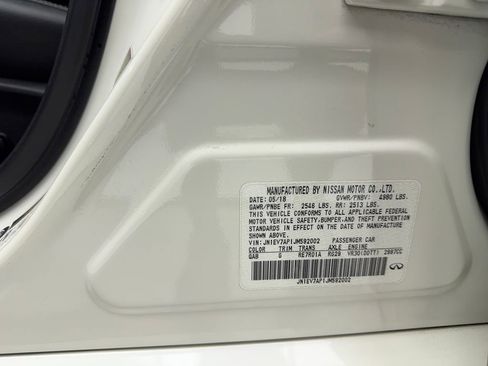 MANUFACTURED BY NISSAN MOTOR CO.,LTD.
DATE: 05/18 GVWR/PNBV: 4980 LBS.
GAWR/PNBE FR: 2546 LBS. RR: 2513 LBS.
THIS VEHICLE CONFORMS TO ALL APPLICABLE FEDERAL
MOTOR VEHICLE SAFETY,BUMPER,AND THEFT PREVENTION
STANDARDS IN EFFECT ON THE DATE OF MANUFACTURE
SHOWN ABOVE.
VIN:JN1EV7AP1JM592002 PASSENGER CAR
COLOR TRIM TRANS AXLE ENGINE
QAB G RE7R01A RG29 VR30(DDTT) 2997CC
JN1EV7AP1JM592002